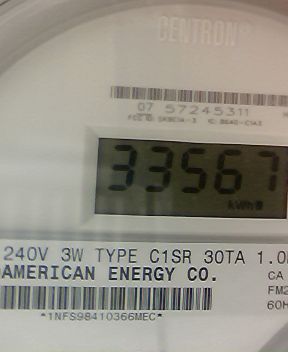 CENTRON
07 57245311
33567
kWh
240V 3W TYPE C1SR 30TA 1.0
AMERICAN ENERGY CO.
CA
FM2
60H
*1NFS98410366MEC*